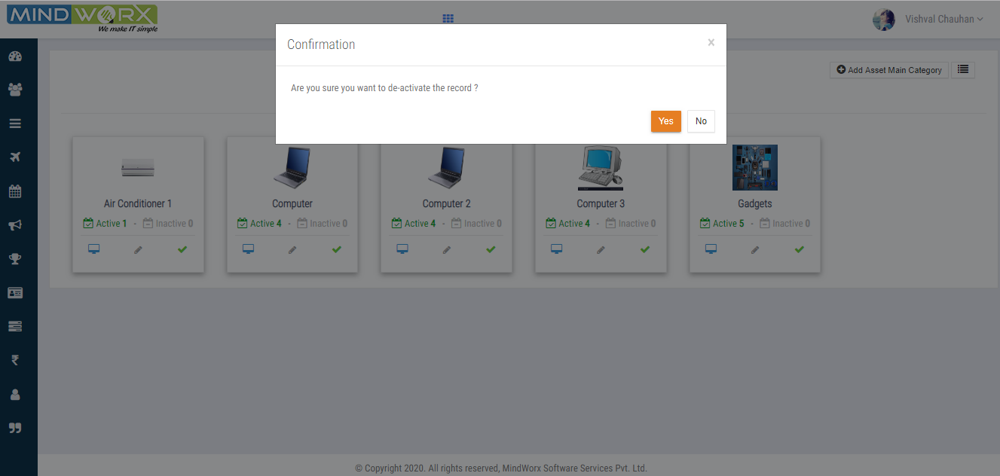 MINDWORX
We make IT simple
Vishval Chauhan
Confirmation
×
Are you sure you want to de-activate the record ?
Yes
No
Add Asset Main Category
Air Conditioner 1
Active 1 - Inactive 0
Computer
Active 4 - Inactive 0
Computer 2
Active 4 - Inactive 0
Computer 3
Active 4 - Inactive 0
Gadgets
Active 5 - Inactive 0
© Copyright 2020. All rights reserved, MindWorx Software Services Pvt. Ltd.